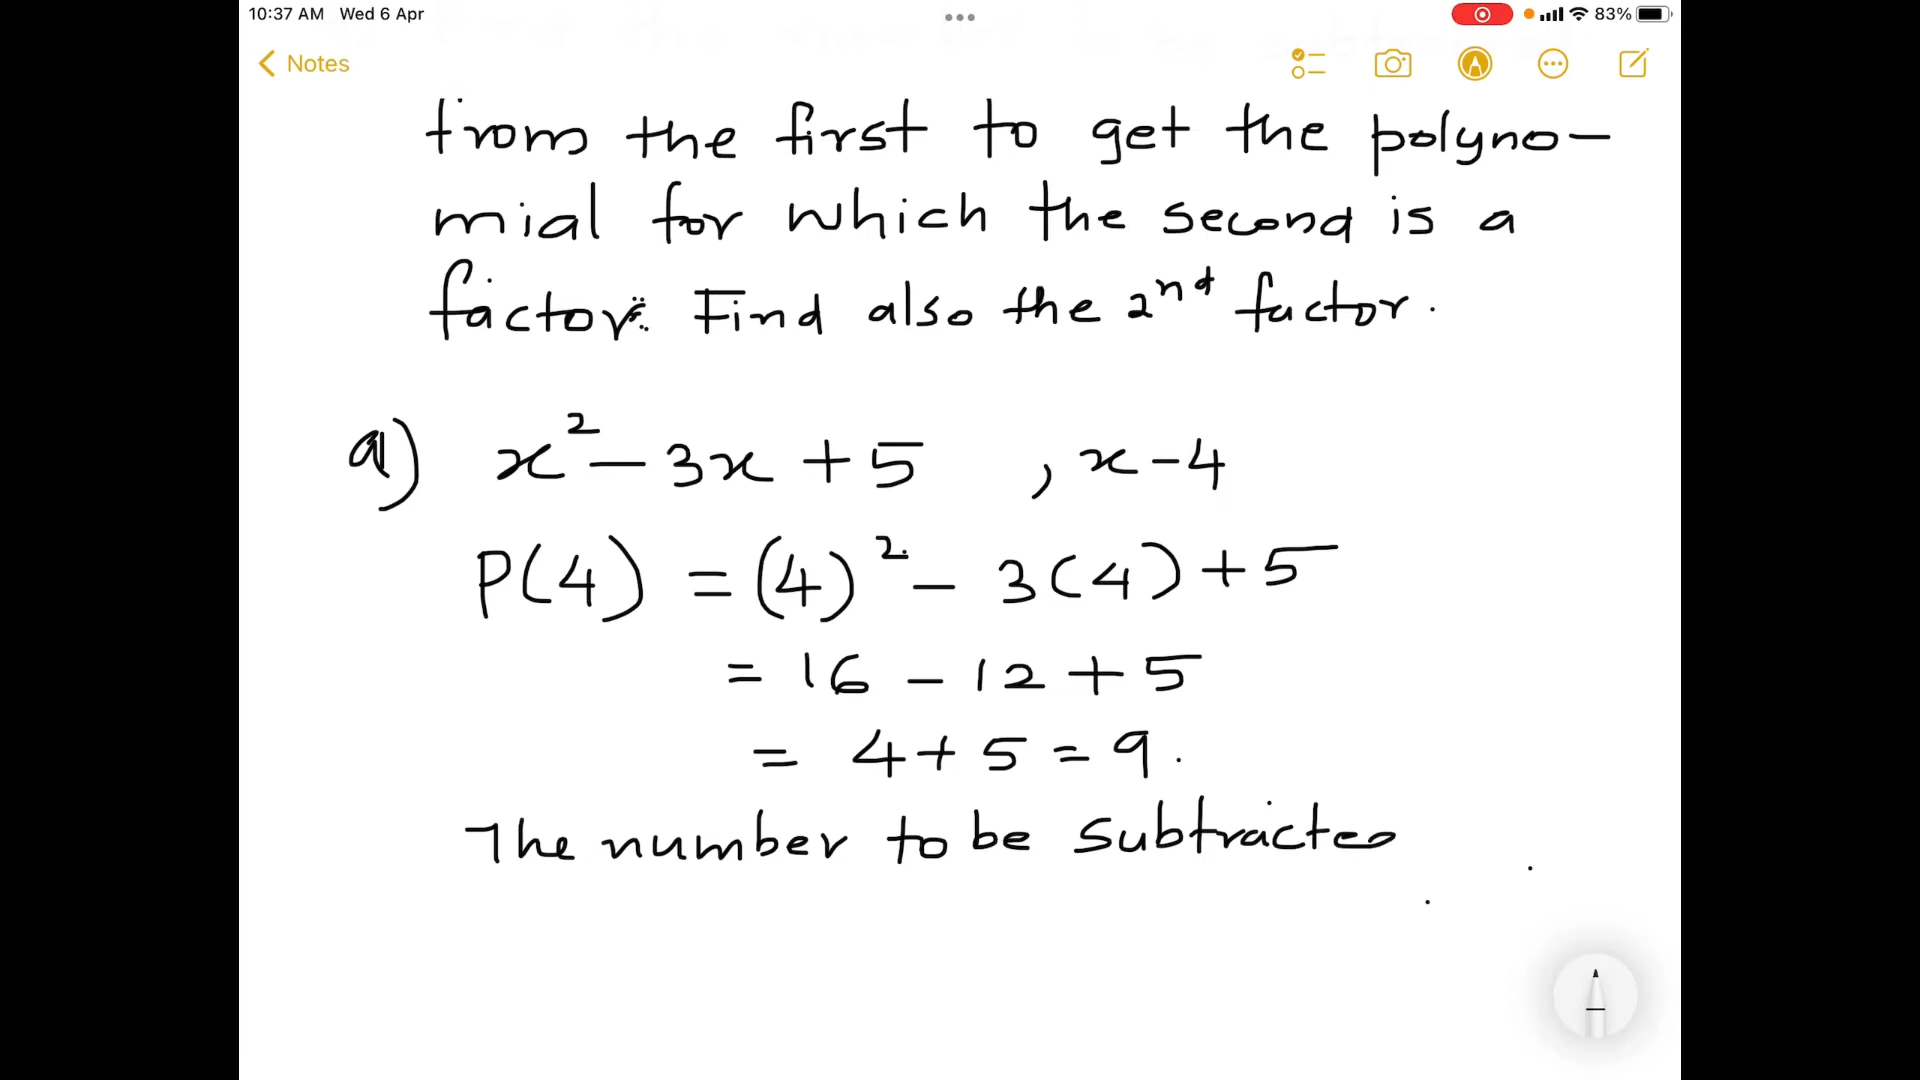 10:37 AM Wed 6 Apr 83%
Notes
from the first to get the polyno-
mial for which the second is a
factor. Find also the 2nd factor.
a) x² - 3x + 5 , x - 4
P(4) = (4)² - 3(4) + 5
= 16 - 12 + 5
= 4 + 5 = 9.
The number to be subtracted